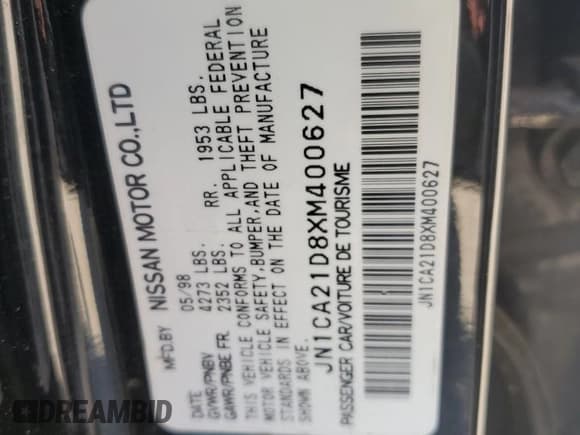 MFD.BY NISSAN MOTOR CO.,LTD
DATE 05/98
GVWR/PNBV 4273 LBS.
GAWR/PNBE FR. 2352 LBS. RR. 1953 LBS.
THIS VEHICLE CONFORMS TO ALL APPLICABLE FEDERAL
MOTOR VEHICLE SAFETY,BUMPER,AND THEFT PREVENTION
STANDARDS IN EFFECT ON THE DATE OF MANUFACTURE
SHOWN ABOVE.
JN1CA21D8XM400627
PASSENGER CAR/VOITURE DE TOURISME
JN1CA21D8XM400627
DREAMBID